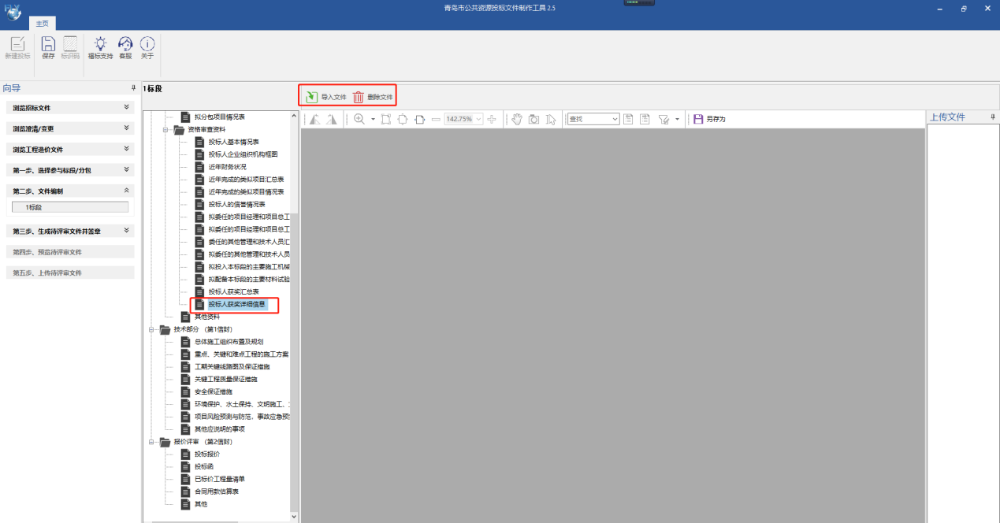 青岛市公共资源投标文件制作工具 2.5
主页
新建投标 保存 标识码 福标支持 客服 关于
向导
浏览招标文件
浏览澄清/变更
浏览工程造价文件
第一步、选择参与标段/分包
第二步、文件编制
1标段
第三步、生成待评审文件并签章
第四步、预览待评审文件
第五步、上传待评审文件
1标段
导入文件 删除文件
142.75% 查找 另存为
上传文件
拟分包项目情况表
资格审查资料
投标人基本情况表
投标人企业组织机构框图
近年财务状况
近年完成的类似项目汇总表
近年完成的类似项目情况表
投标人的信誉情况表
拟委任的项目经理和项目总工
拟委任的项目经理和项目总工
委任的其他管理和技术人员汇
拟委任的其他管理和技术人员
拟投入本标段的主要施工机械
拟配备本标段的主要材料试验
投标人获奖汇总表
投标人获奖详细信息
其他资料
技术部分 (第1信封)
总体施工组织布置及规划
重点、关键和难点工程的施工方案
工期关键线路图及保证措施
关键工程质量保证措施
安全保证措施
环境保护、水土保持、文明施工、
项目风险预测与防范，事故应急预
其他应说明的事项
报价评审 (第2信封)
投标报价
投标函
已标价工程量清单
合同用款估算表
其他